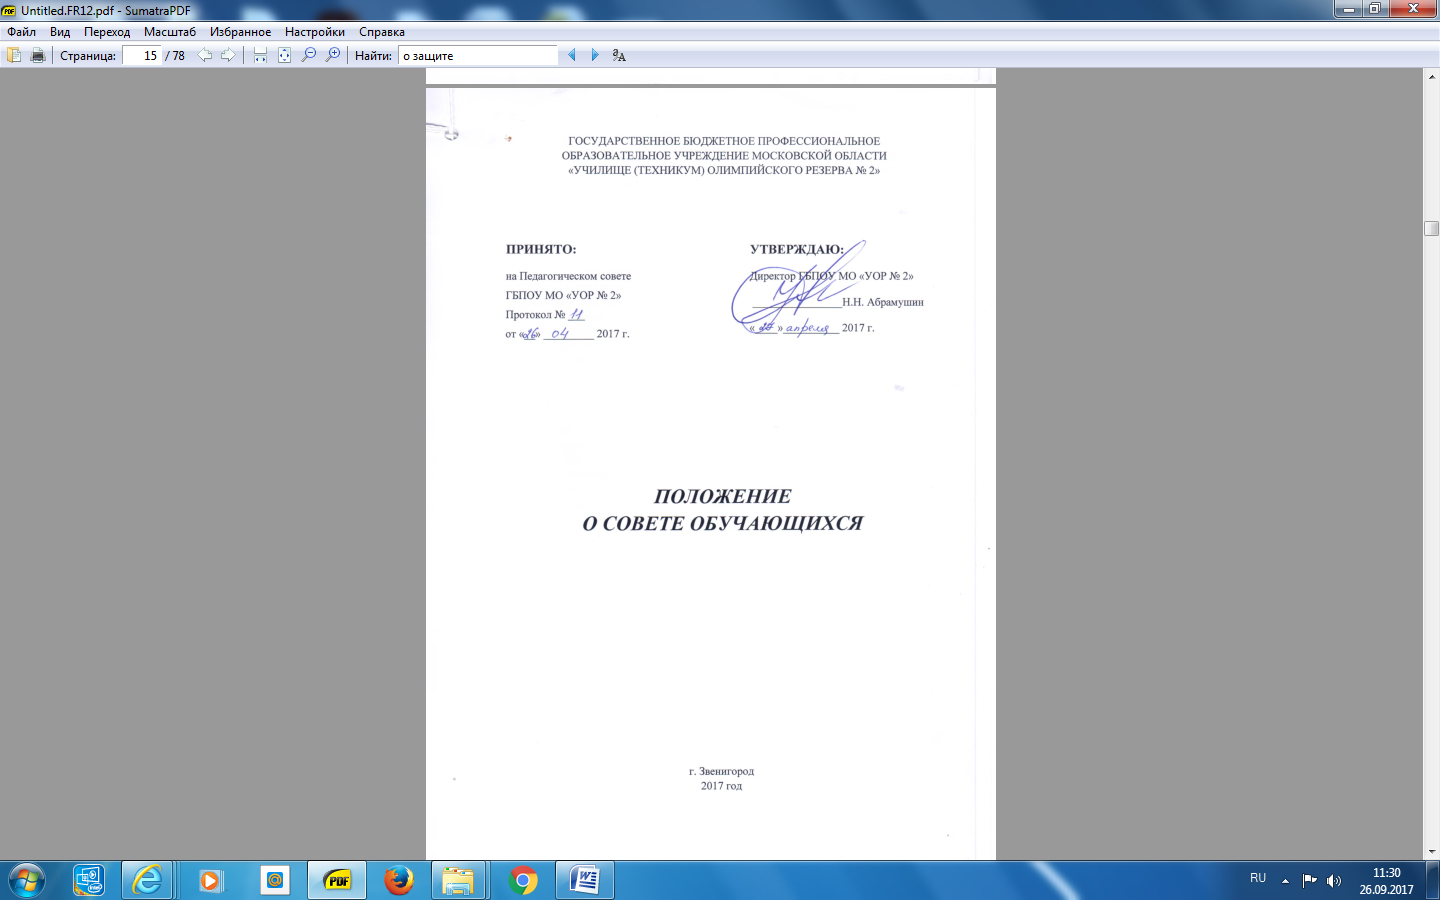 Untitled.FR12.pdf - SumatraPDF
Файл Вид Переход Масштаб Избранное Настройки Справка
Страница: 15 / 78 Найти: о защите
ГОСУДАРСТВЕННОЕ БЮДЖЕТНОЕ ПРОФЕССИОНАЛЬНОЕ
ОБРАЗОВАТЕЛЬНОЕ УЧРЕЖДЕНИЕ МОСКОВСКОЙ ОБЛАСТИ
«УЧИЛИЩЕ (ТЕХНИКУМ) ОЛИМПИЙСКОГО РЕЗЕРВА № 2»
ПРИНЯТО:
на Педагогическом совете
ГБПОУ МО «УОР № 2»
Протокол № 11
от «26» 04 2017 г.
УТВЕРЖДАЮ:
Директор ГБПОУ МО «УОР № 2»
Н.Н. Абрамушин
« » апреля 2017 г.
ПОЛОЖЕНИЕ
О СОВЕТЕ ОБУЧАЮЩИХСЯ
г. Звенигород
2017 год
RU
11:30
26.09.2017